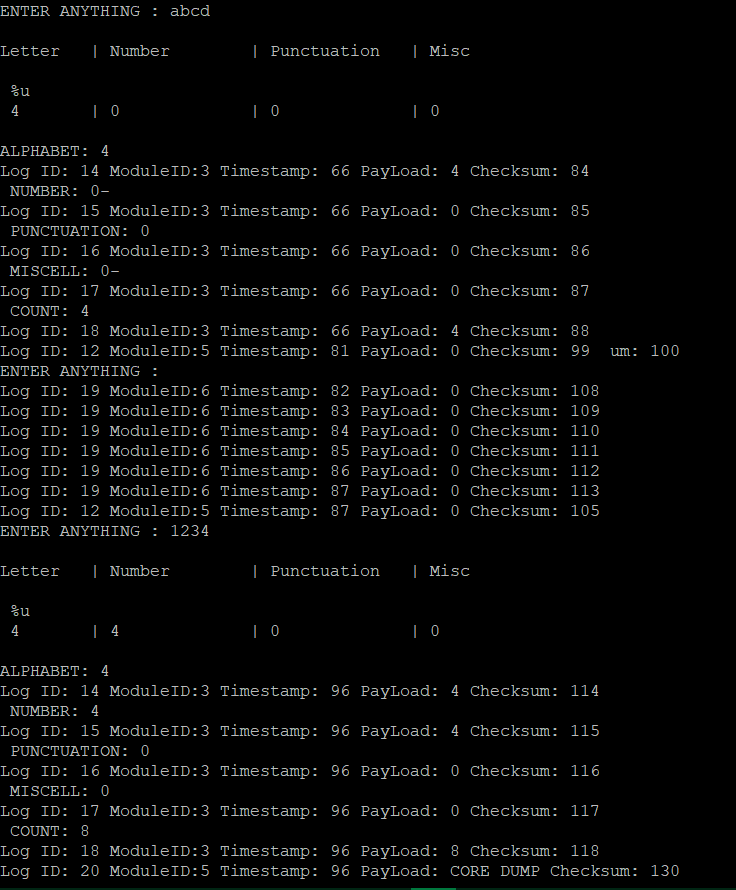 ENTER ANYTHING : abcd
Letter | Number | Punctuation | Misc
%u
4 | 0 | 0 | 0
ALPHABET: 4
Log ID: 14 ModuleID:3 Timestamp: 66 PayLoad: 4 Checksum: 84
NUMBER: 0-
Log ID: 15 ModuleID:3 Timestamp: 66 PayLoad: 0 Checksum: 85
PUNCTUATION: 0
Log ID: 16 ModuleID:3 Timestamp: 66 PayLoad: 0 Checksum: 86
MISCELL: 0-
Log ID: 17 ModuleID:3 Timestamp: 66 PayLoad: 0 Checksum: 87
COUNT: 4
Log ID: 18 ModuleID:3 Timestamp: 66 PayLoad: 4 Checksum: 88
Log ID: 12 ModuleID:5 Timestamp: 81 PayLoad: 0 Checksum: 99 um: 100
ENTER ANYTHING :
Log ID: 19 ModuleID:6 Timestamp: 82 PayLoad: 0 Checksum: 108
Log ID: 19 ModuleID:6 Timestamp: 83 PayLoad: 0 Checksum: 109
Log ID: 19 ModuleID:6 Timestamp: 84 PayLoad: 0 Checksum: 110
Log ID: 19 ModuleID:6 Timestamp: 85 PayLoad: 0 Checksum: 111
Log ID: 19 ModuleID:6 Timestamp: 86 PayLoad: 0 Checksum: 112
Log ID: 19 ModuleID:6 Timestamp: 87 PayLoad: 0 Checksum: 113
Log ID: 12 ModuleID:5 Timestamp: 87 PayLoad: 0 Checksum: 105
ENTER ANYTHING : 1234
Letter | Number | Punctuation | Misc
%u
4 | 4 | 0 | 0
ALPHABET: 4
Log ID: 14 ModuleID:3 Timestamp: 96 PayLoad: 4 Checksum: 114
NUMBER: 4
Log ID: 15 ModuleID:3 Timestamp: 96 PayLoad: 4 Checksum: 115
PUNCTUATION: 0
Log ID: 16 ModuleID:3 Timestamp: 96 PayLoad: 0 Checksum: 116
MISCELL: 0
Log ID: 17 ModuleID:3 Timestamp: 96 PayLoad: 0 Checksum: 117
COUNT: 8
Log ID: 18 ModuleID:3 Timestamp: 96 PayLoad: 8 Checksum: 118
Log ID: 20 ModuleID:5 Timestamp: 96 PayLoad: CORE DUMP Checksum: 130